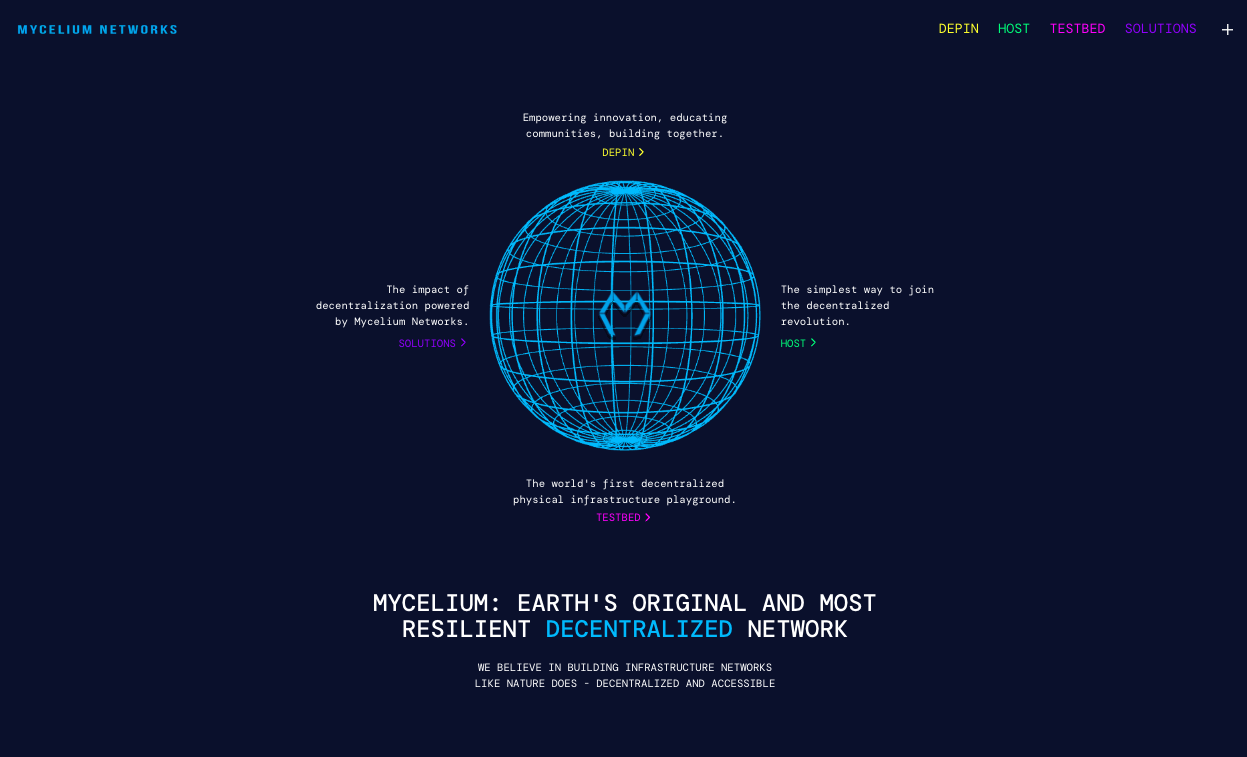 MYCELIUM NETWORKS
DEPIN HOST TESTBED SOLUTIONS +
Empowering innovation, educating
communities, building together.
DEPIN >
The impact of
decentralization powered
by Mycelium Networks.
SOLUTIONS >
The simplest way to join
the decentralized
revolution.
HOST >
The world's first decentralized
physical infrastructure playground.
TESTBED >
MYCELIUM: EARTH'S ORIGINAL AND MOST
RESILIENT DECENTRALIZED NETWORK
WE BELIEVE IN BUILDING INFRASTRUCTURE NETWORKS
LIKE NATURE DOES - DECENTRALIZED AND ACCESSIBLE